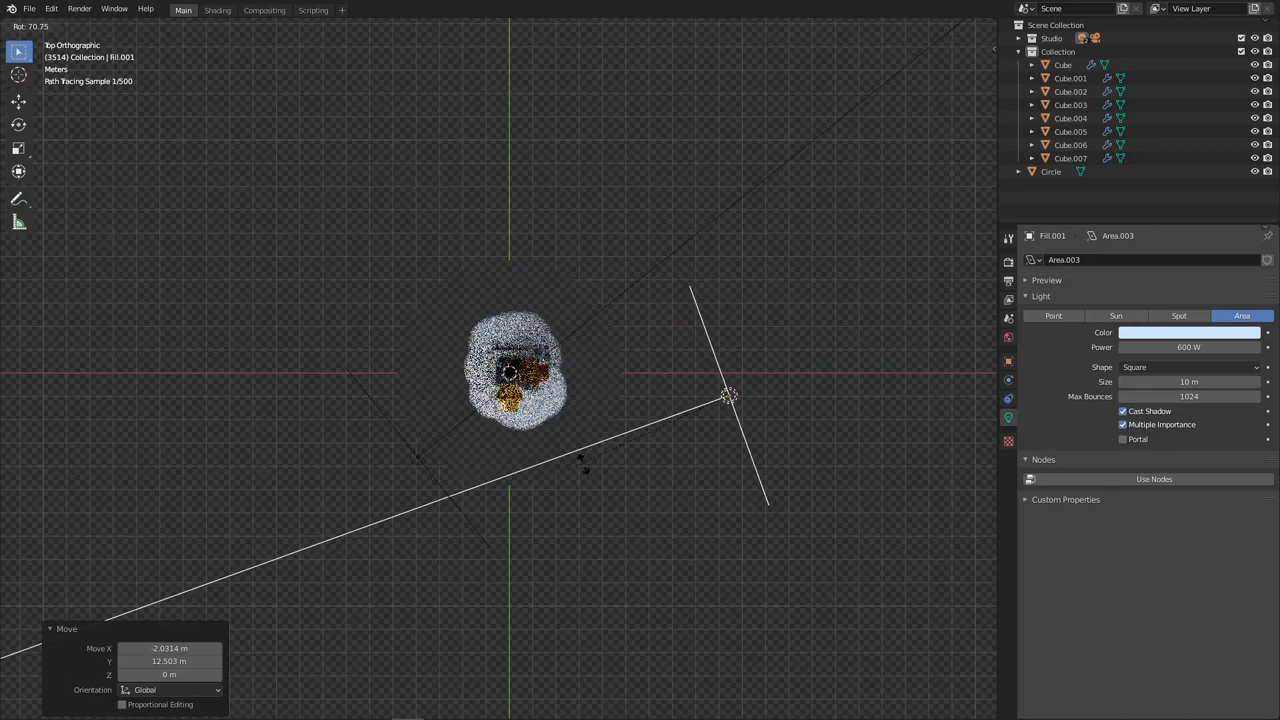 File Edit Render Window Help Main Shading Compositing Scripting + Scene View Layer
Rot: 70.75
Top Orthographic
(3514) Collection | Fill.001
Meters
Path Tracing Sample 1/500
Scene Collection
Studio
Collection
Cube
Cube.001
Cube.002
Cube.003
Cube.004
Cube.005
Cube.006
Cube.007
Circle
Fill.001 Area.003
Area.003
Preview
Light
Point Sun Spot Area
Color
Power 600 W
Shape Square
Size 10 m
Max Bounces 1024
Cast Shadow
Multiple Importance
Portal
Nodes
Use Nodes
Custom Properties
Move
Move X -2.0314 m
Y 12.503 m
Z 0 m
Orientation Global
Proportional Editing